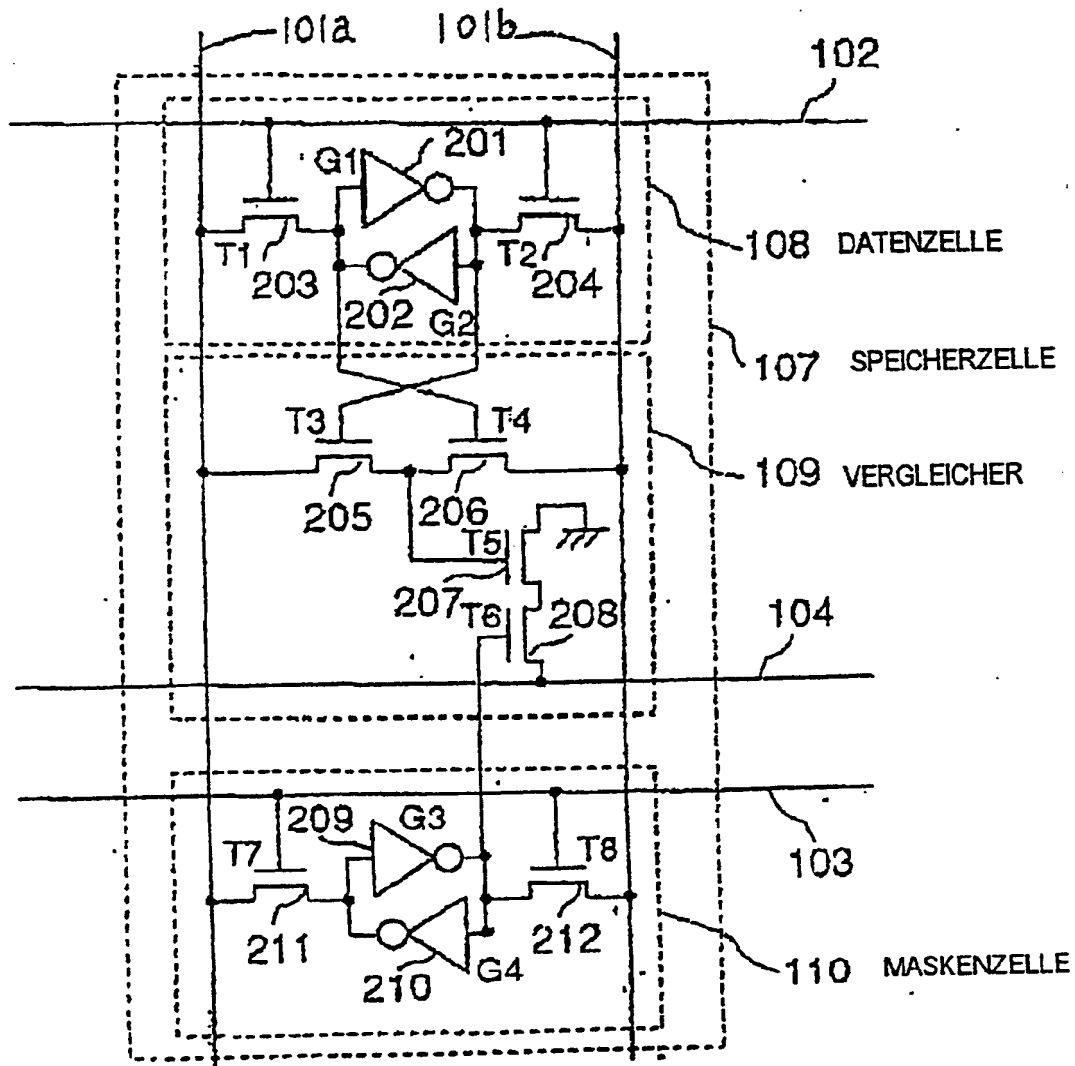 101a 101b
102
G1 201
T1 T2
108 DATENZELLE
203 204
202 G2
107 SPEICHERZELLE
T3 T4
109 VERGLEICHER
205 206
T5
207 T6 208
104
209 G3
T7 T8
103
211 212
210 G4
110 MASKENZELLE